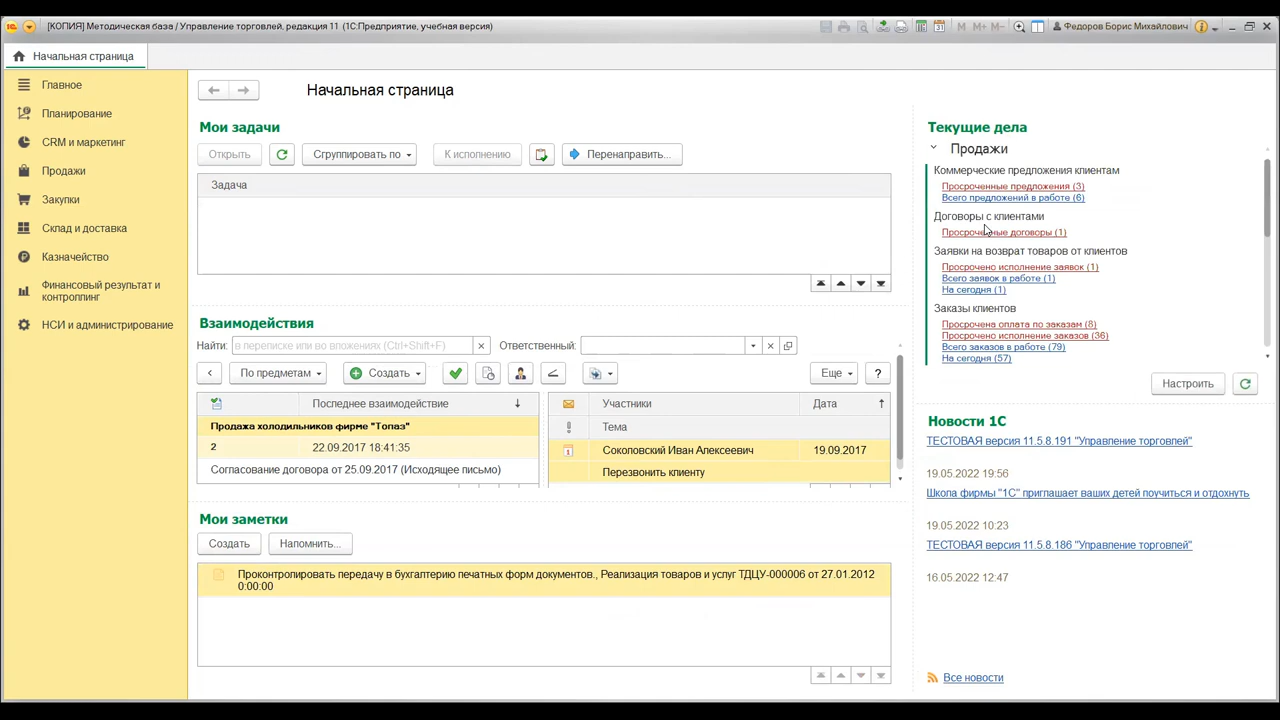 [КОПИЯ] Методическая база / Управление торговлей, редакция 11 (1С:Предприятие, учебная версия)
M M+ M-
Федоров Борис Михайлович
Начальная страница
Главное
Планирование
CRM и маркетинг
Продажи
Закупки
Склад и доставка
Казначейство
Финансовый результат и
контроллинг
НСИ и администрирование
Начальная страница
Мои задачи
Открыть
Сгруппировать по
К исполнению
Перенаправить...
Задача
Взаимодействия
Найти:
в переписке или во вложениях (Ctrl+Shift+F)
Ответственный:
По предметам
Создать
Еще
?
Последнее взаимодействие
Продажа холодильников фирме "Топаз"
2
22.09.2017 18:41:35
Согласование договора от 25.09.2017 (Исходящее письмо)
Участники
Дата
Тема
Соколовский Иван Алексеевич
19.09.2017
Перезвонить клиенту
Мои заметки
Создать
Напомнить...
Проконтролировать передачу в бухгалтерию печатных форм документов., Реализация товаров и услуг ТДЦУ-000006 от 27.01.2012
0:00:00
Текущие дела
Продажи
Коммерческие предложения клиентам
Просроченные предложения (3)
Всего предложений в работе (6)
Договоры с клиентами
Просроченные договоры (1)
Заявки на возврат товаров от клиентов
Просрочено исполнение заявок (1)
Всего заявок в работе (1)
На сегодня (1)
Заказы клиентов
Просрочена оплата по заказам (8)
Просрочено исполнение заказов (36)
Всего заказов в работе (79)
На сегодня (57)
Настроить
Новости 1С
ТЕСТОВАЯ версия 11.5.8.191 "Управление торговлей"
19.05.2022 19:56
Школа фирмы "1С" приглашает ваших детей поучиться и отдохнуть
19.05.2022 10:23
ТЕСТОВАЯ версия 11.5.8.186 "Управление торговлей"
16.05.2022 12:47
Все новости